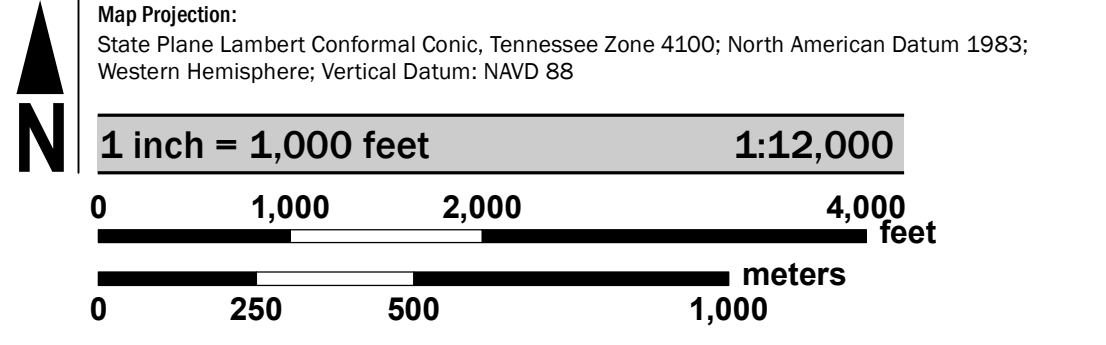 Map Projection:
State Plane Lambert Conformal Conic, Tennessee Zone 4100; North American Datum 1983;
Western Hemisphere; Vertical Datum: NAVD 88
N
1 inch = 1,000 feet 1:12,000
0 1,000 2,000 4,000
feet
meters
0 250 500 1,000